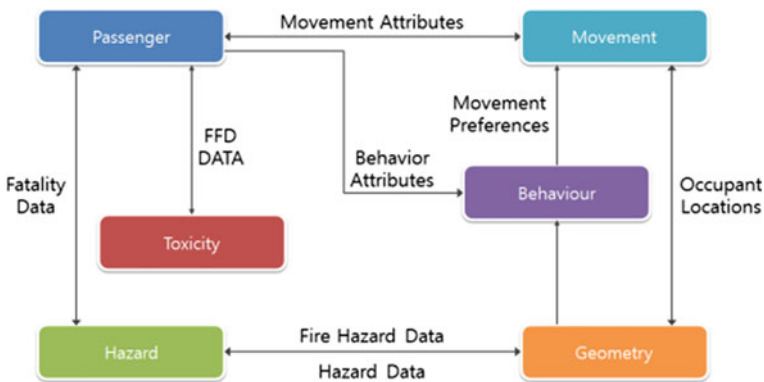 Passenger
Movement Attributes
Movement
FFD
DATA
Movement
Preferences
Behavior
Attributes
Fatality
Data
Behaviour
Occupant
Locations
Toxicity
Hazard
Fire Hazard Data
Hazard Data
Geometry